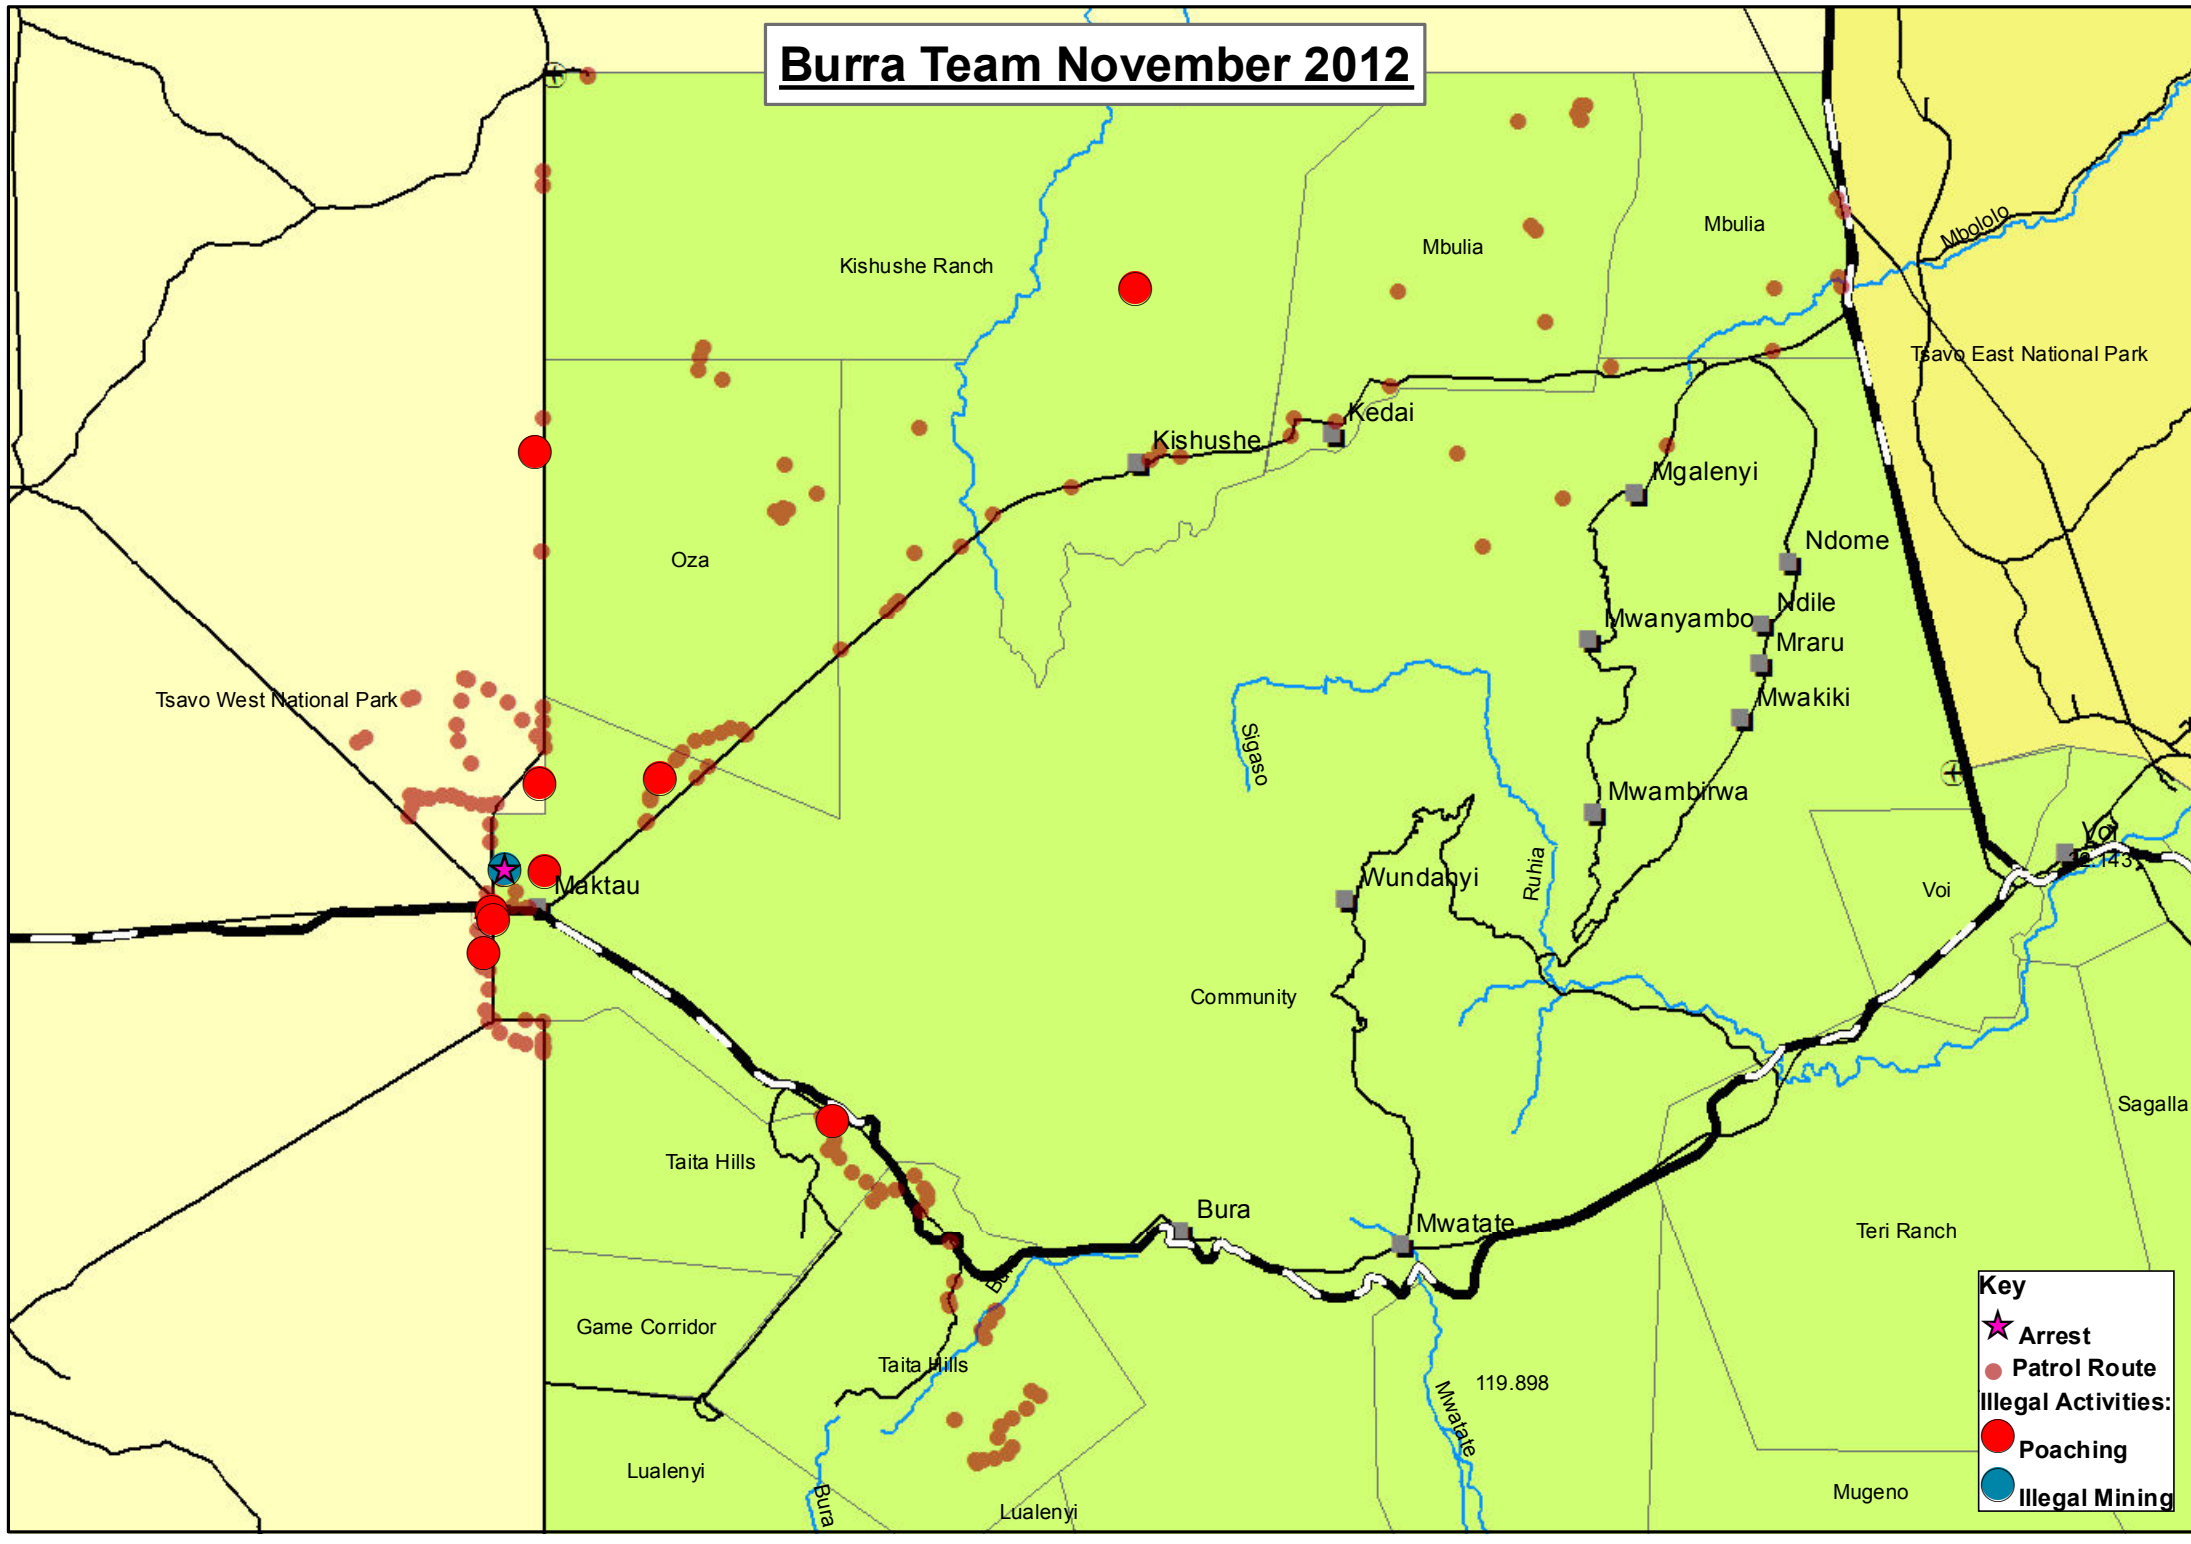 Burra Team November 2012
Mbulia
Mbulia
Mbololo
Kishushe Ranch
Tsavo East National Park
Kedai
Kishushe
Mgalenyi
Ndome
Oza
Ndile
Mwanyambo
Mraru
Tsavo West National Park
Mwakiki
Sigaso
Mwambirwa
Voi
Ruhia
Wundanyi
Maktau
Voi
Community
Sagalla
Taita Hills
Bura
Mwatate
Teri Ranch
Game Corridor
Taita Hills
119.898
Mwatate
Lualenyi
Bura
Lualenyi
Mugeno
Key
Arrest
Patrol Route
Illegal Activities:
Poaching
Illegal Mining